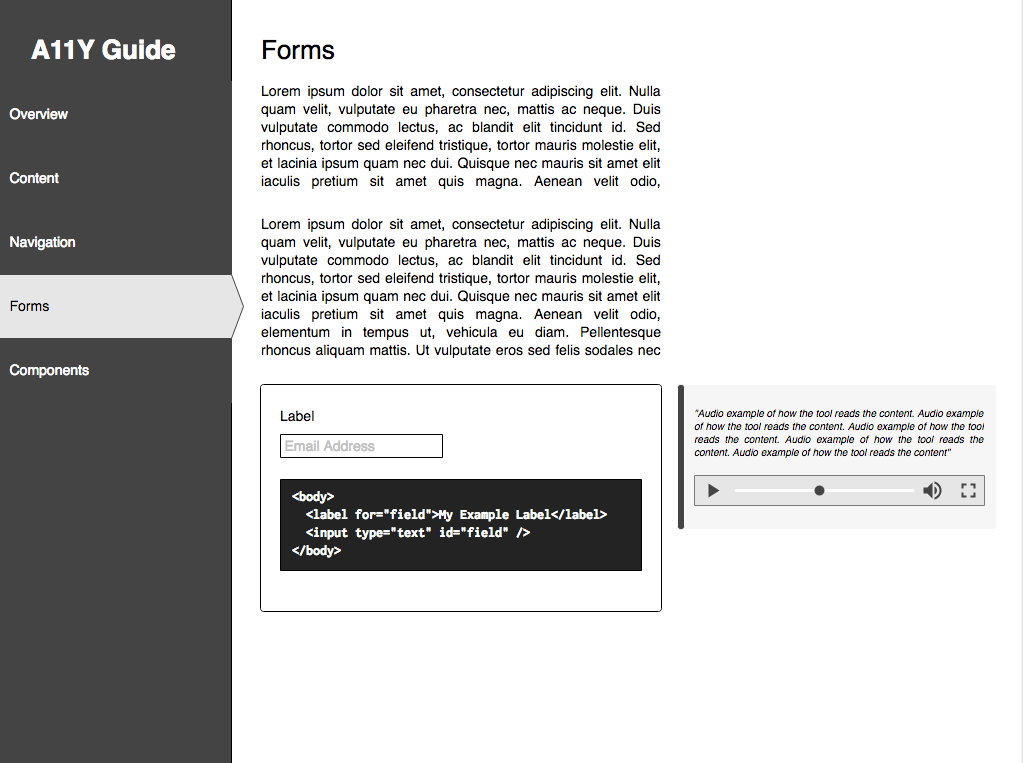 A11Y Guide
Overview
Content
Navigation
Forms
Components
Forms
Lorem ipsum dolor sit amet, consectetur adipiscing elit. Nulla
quam velit, vulputate eu pharetra nec, mattis ac neque. Duis
vulputate commodo lectus, ac blandit elit tincidunt id. Sed
rhoncus, tortor sed eleifend tristique, tortor mauris molestie elit,
et lacinia ipsum quam nec dui. Quisque nec mauris sit amet elit
iaculis pretium sit amet quis magna. Aenean velit odio,
Lorem ipsum dolor sit amet, consectetur adipiscing elit. Nulla
quam velit, vulputate eu pharetra nec, mattis ac neque. Duis
vulputate commodo lectus, ac blandit elit tincidunt id. Sed
rhoncus, tortor sed eleifend tristique, tortor mauris molestie elit,
et lacinia ipsum quam nec dui. Quisque nec mauris sit amet elit
iaculis pretium sit amet quis magna. Aenean velit odio,
elementum in tempus ut, vehicula eu diam. Pellentesque
rhoncus aliquam mattis. Ut vulputate eros sed felis sodales nec
Label
Email Address
<body>
  <label for="field">My Example Label</label>
  <input type="text" id="field" />
</body>
"Audio example of how the tool reads the content. Audio example
of how the tool reads the content. Audio example of how the tool
reads the content. Audio example of how the tool reads the
content. Audio example of how the tool reads the content"